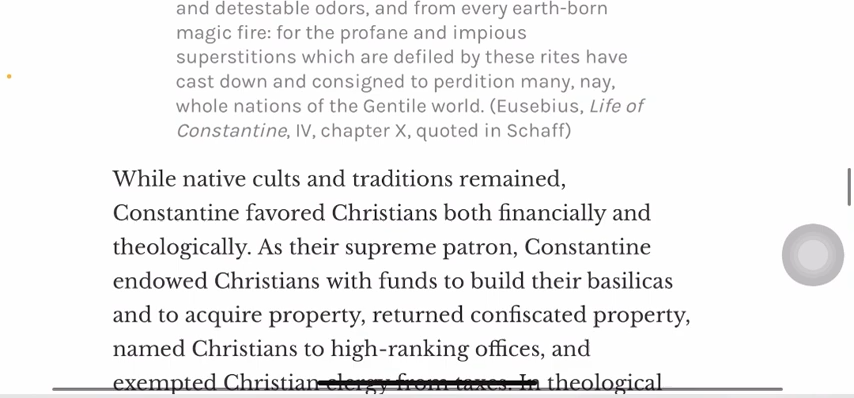 and detestable odors, and from every earth-born
magic fire: for the profane and impious
superstitions which are defiled by these rites have
cast down and consigned to perdition many, nay,
whole nations of the Gentile world. (Eusebius, Life of
Constantine, IV, chapter X, quoted in Schaff)
While native cults and traditions remained,
Constantine favored Christians both financially and
theologically. As their supreme patron, Constantine
endowed Christians with funds to build their basilicas
and to acquire property, returned confiscated property,
named Christians to high-ranking offices, and
exempted Christian clergy from taxes. In theological